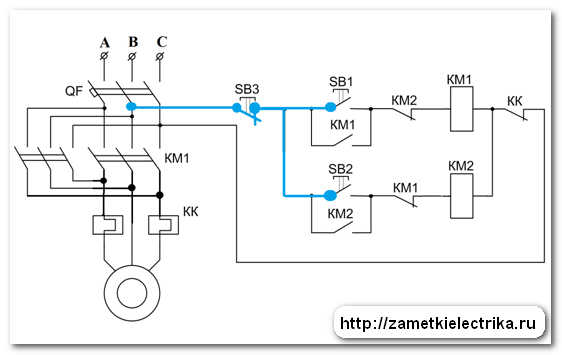 A B C
QF
SB3
SB1
KM2
KM1
KK
KM1
KM1
SB2
KM1
KM2
KM2
KK
http://zametkielectrika.ru